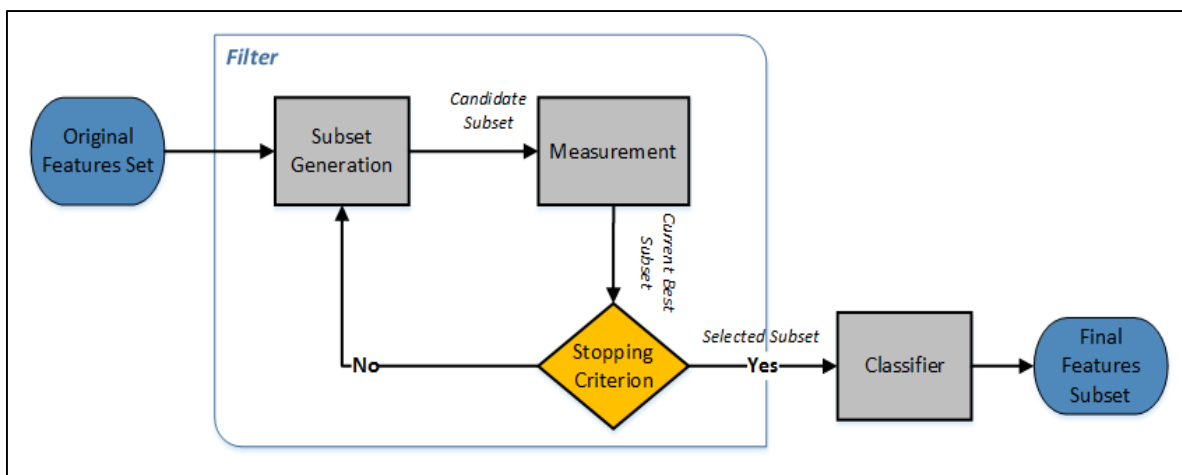 Filter
Original
Features Set
Subset
Generation
Candidate
Subset
Measurement
Current Best
Subset
Stopping
Criterion
No
Selected Subset
Yes
Classifier
Final
Features
Subset